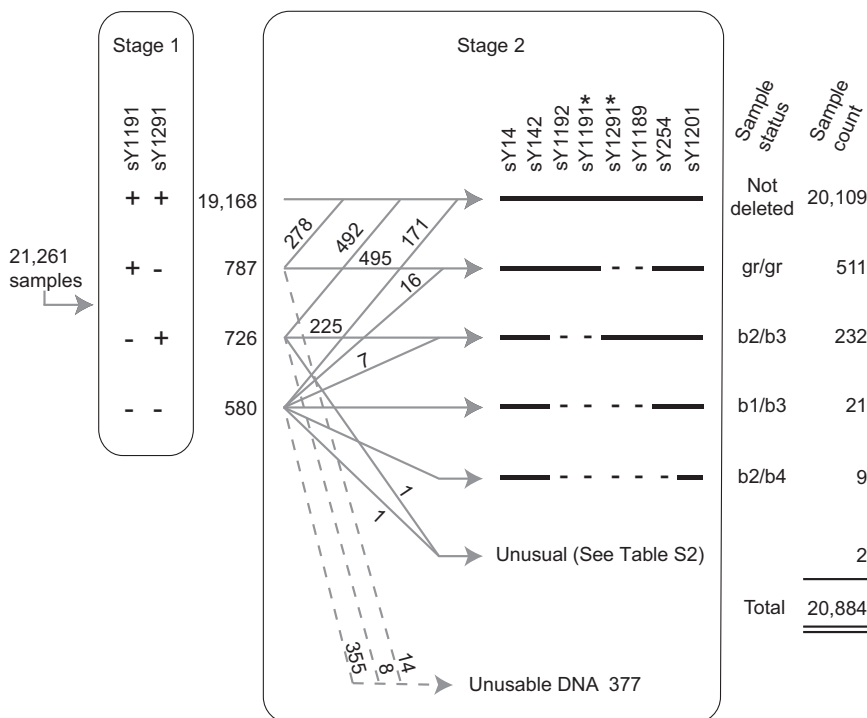 Stage 1
Stage 2
sY1191
sY1291
sY14
sY142
sY1192
sY1191*
sY1291*
sY1189
sY254
sY1201
Sample status
Sample count
21,261 samples
+ + 19,168
278
492
171
Not deleted 20,109
+ - 787
495
16
- -
gr/gr 511
- + 726
225
7
- -
b2/b3 232
- - 580
- - - -
b1/b3 21
- - - - -
b2/b4 9
1
1
Unusual (See Table S2) 2
Total 20,884
355
8
14
Unusable DNA 377